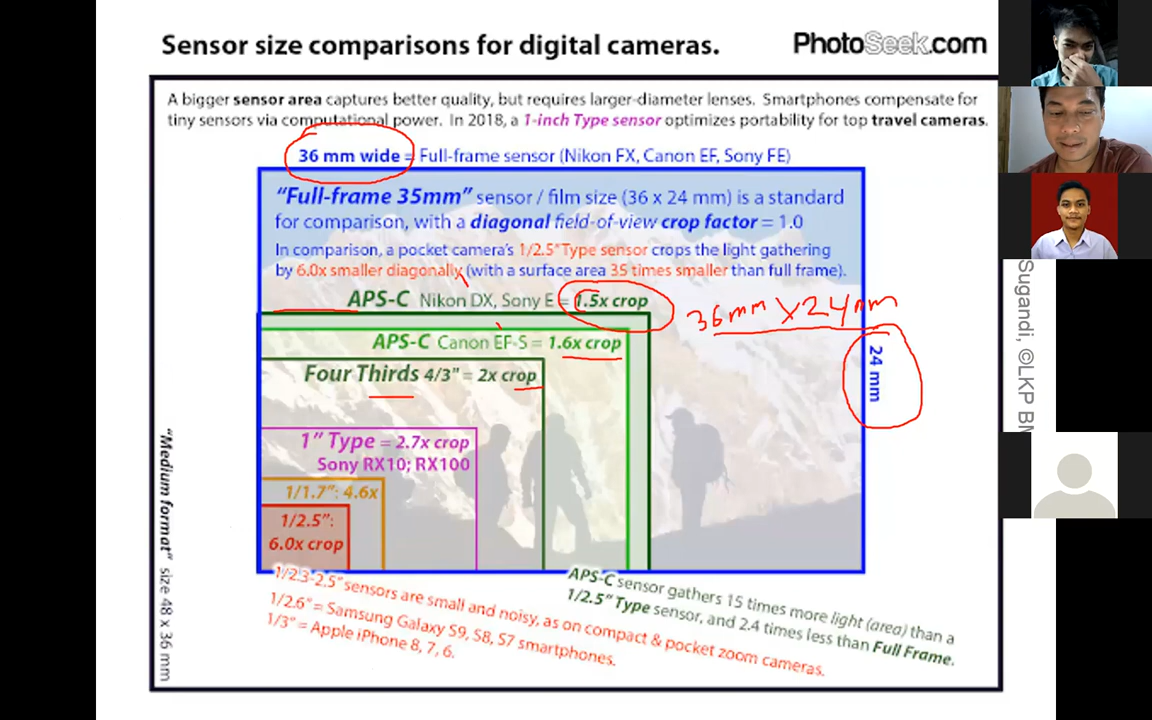 Sensor size comparisons for digital cameras.
PhotoSeek.com
A bigger sensor area captures better quality, but requires larger-diameter lenses. Smartphones compensate for
tiny sensors via computational power. In 2018, a 1-inch Type sensor optimizes portability for top travel cameras.
36 mm wide = Full-frame sensor (Nikon FX, Canon EF, Sony FE)
"Full-frame 35mm" sensor / film size (36 x 24 mm) is a standard
for comparison, with a diagonal field-of-view crop factor = 1.0
In comparison, a pocket camera's 1/2.5" Type sensor crops the light gathering
by 6.0x smaller diagonally (with a surface area 35 times smaller than full frame).
APS-C Nikon DX, Sony E = 1.5x crop
36mm x 24mm
APS-C Canon EF-S = 1.6x crop
24 mm
Four Thirds 4/3" = 2x crop
1" Type = 2.7x crop
Sony RX10; RX100
1/1.7": 4.6x
1/2.5":
6.0x crop
"Medium format" size 48 x 36 mm
1/2.3-2.5" sensors are small and noisy, as on compact & pocket zoom cameras.
1/2.6" = Samsung Galaxy S9, S8, S7 smartphones.
1/3" = Apple iPhone 8, 7, 6.
APS-C sensor gathers 15 times more light (area) than a
1/2.5" Type sensor, and 2.4 times less than Full Frame.
Sugandi, ©LKP